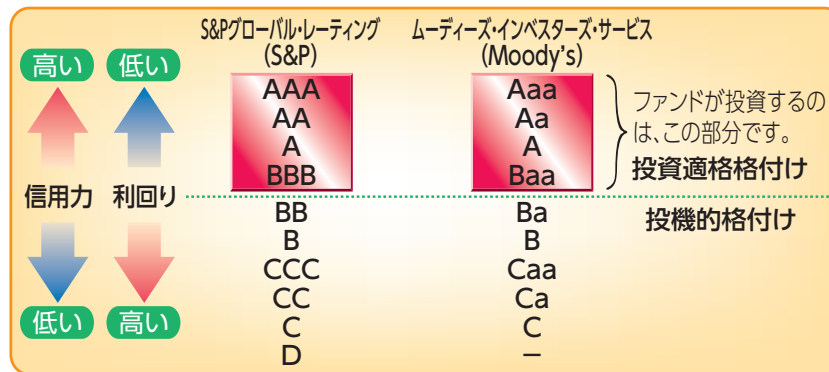 S&Pグローバル・レーティング
(S&P)
ムーディーズ・インベスターズ・サービス
(Moody's)
高い
低い
信用力
利回り
低い
高い
AAA
AA
A
BBB
BB
B
CCC
CC
C
D
Aaa
Aa
A
Baa
Ba
B
Caa
Ca
C
–
ファンドが投資するの
は、この部分です。
投資適格格付け
投機的格付け